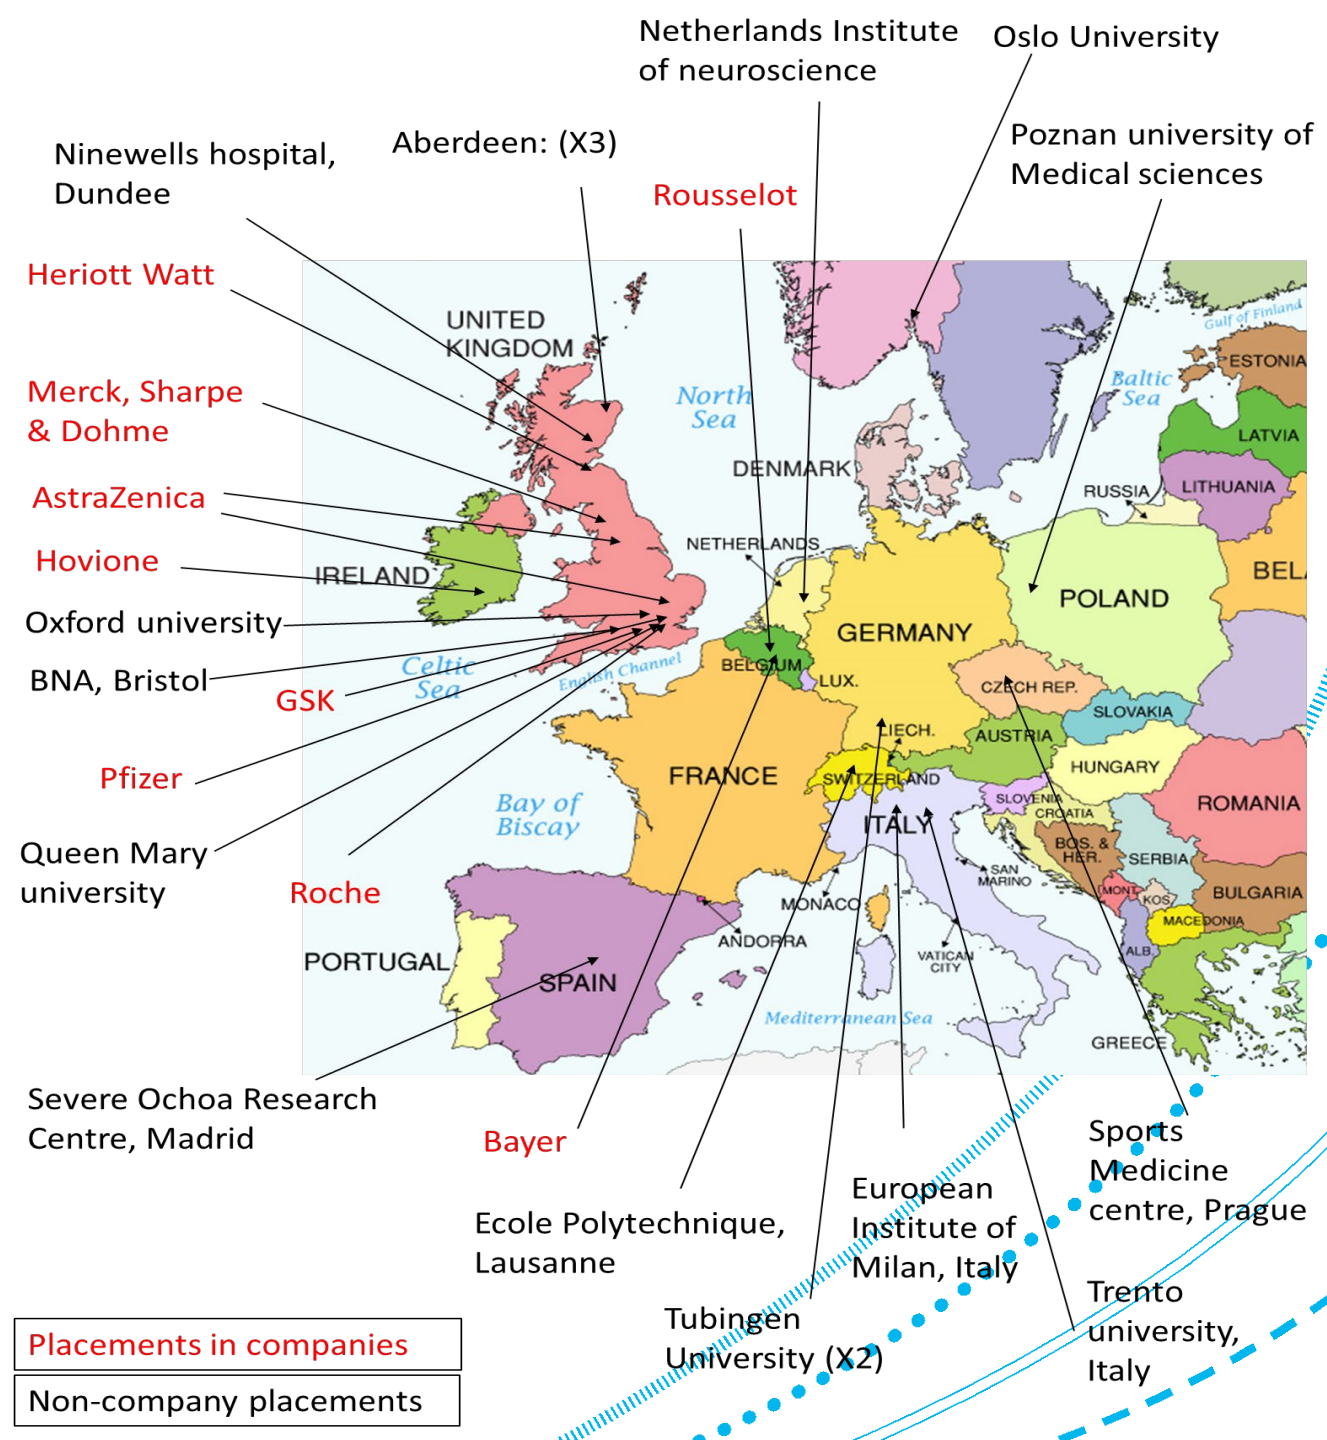 Netherlands Institute
of neuroscience
Oslo University
Aberdeen: (X3)
Poznan university of
Medical sciences
Ninewells hospital,
Dundee
Rousselot
Heriott Watt
Merck, Sharpe
& Dohme
AstraZenica
Hovione
Oxford university
BNA, Bristol
GSK
Pfizer
Queen Mary
university
Roche
UNITED
KINGDOM
North
Sea
Baltic
Sea
Gulf of Finland
ESTONIA
LATVIA
LITHUANIA
RUSSIA
DENMARK
NETHERLANDS
IRELAND
BELA
POLAND
GERMANY
BELGIUM
LUX.
Celtic
Sea
English Channel
CZECH REP.
SLOVAKIA
LIECH.
AUSTRIA
HUNGARY
FRANCE
SWITZERLAND
SLOVENIA
CROATIA
ROMANIA
Bay of
Biscay
ITALY
BOS. &
HER.
SERBIA
SAN
MARINO
MONT.
KOS.
BULGARIA
MONACO
MACEDONIA
ANDORRA
VATICAN
CITY
ALB.
PORTUGAL
SPAIN
Mediterranean Sea
GREECE
Severe Ochoa Research
Centre, Madrid
Bayer
Sports
Medicine
centre, Prague
Ecole Polytechnique,
Lausanne
European
Institute of
Milan, Italy
Tubingen
University (X2)
Trento
university,
Italy
Placements in companies
Non-company placements